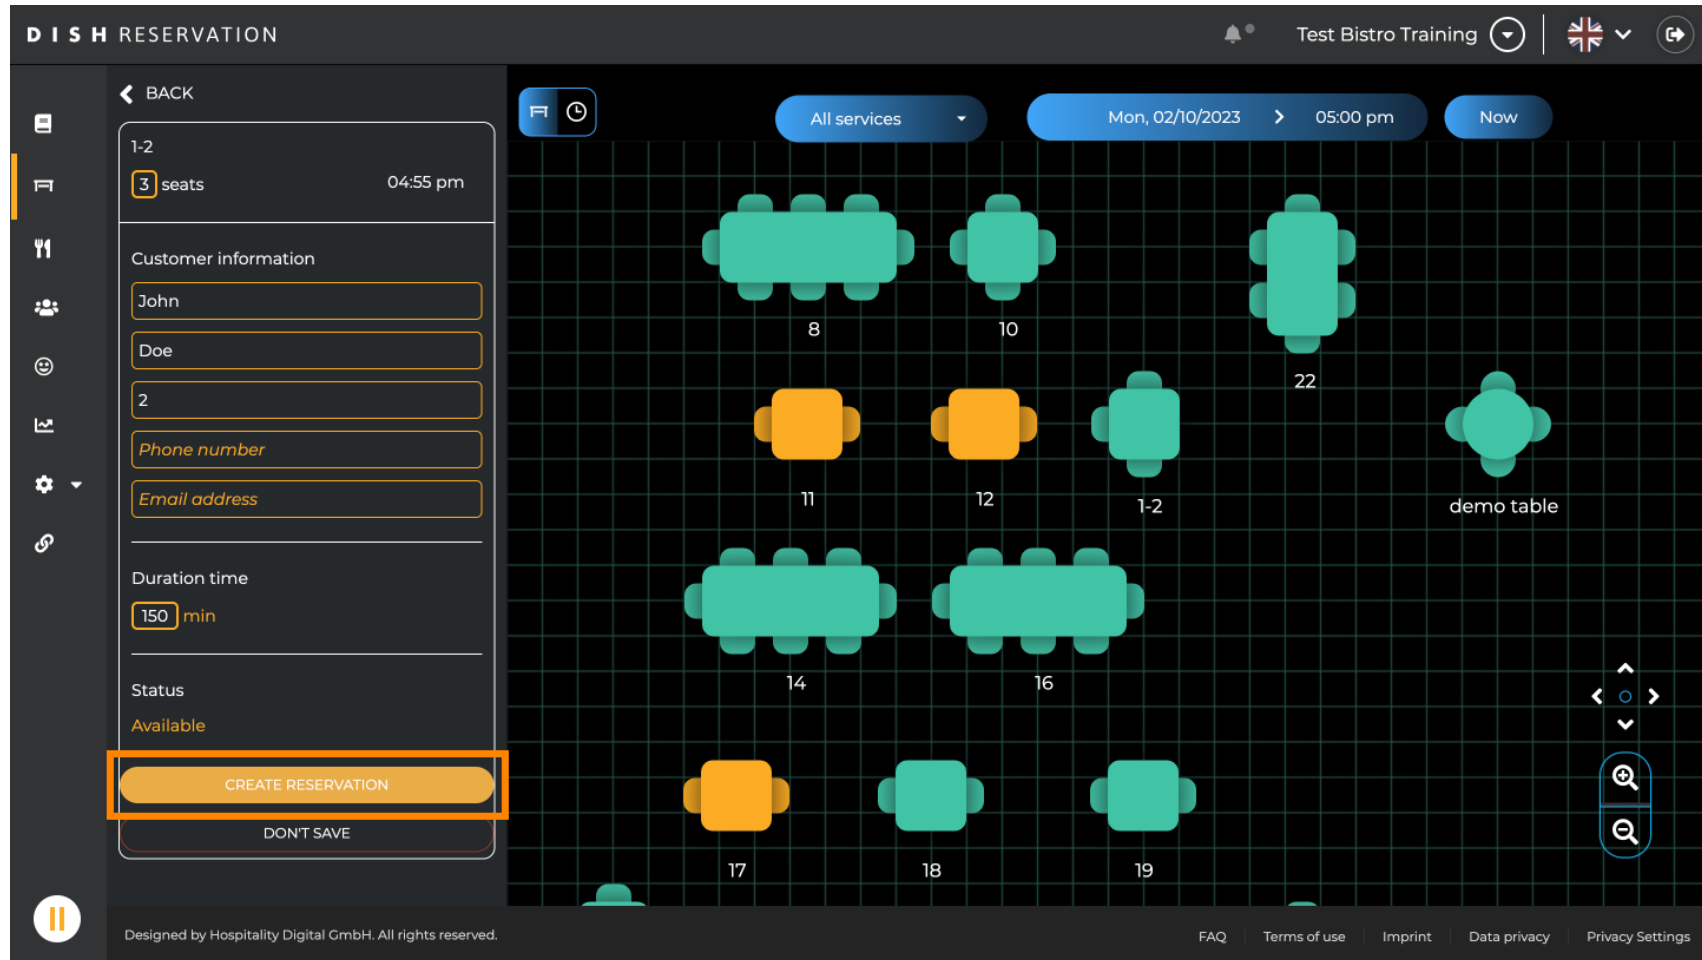 DISH RESERVATION
Test Bistro Training
BACK
1-2
3 seats
04:55 pm
Customer information
John
Doe
2
Phone number
Email address
Duration time
150 min
Status
Available
CREATE RESERVATION
DON'T SAVE
All services
Mon, 02/10/2023
05:00 pm
Now
8
10
22
11
12
1-2
demo table
14
16
17
18
19
Designed by Hospitality Digital GmbH. All rights reserved.
FAQ
Terms of use
Imprint
Data privacy
Privacy Settings